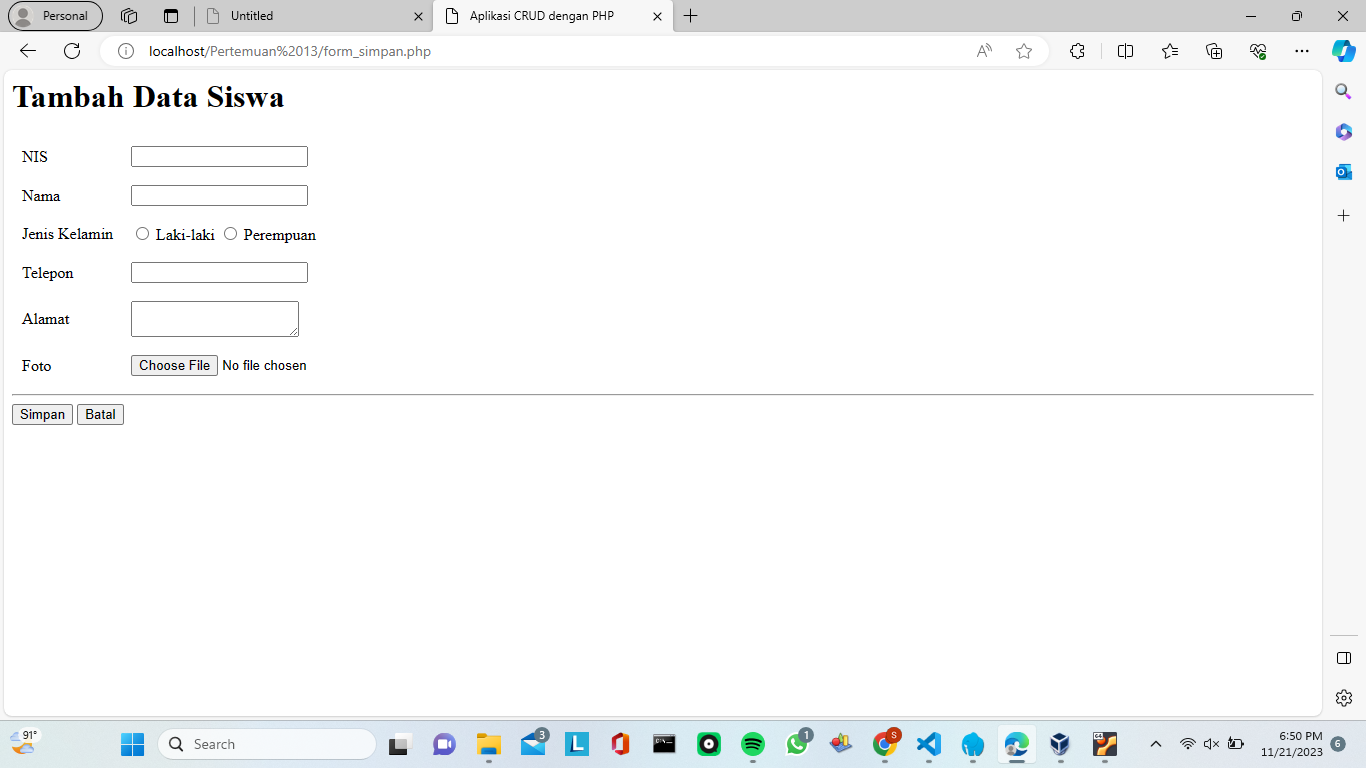 Personal
Untitled
Aplikasi CRUD dengan PHP
localhost/Pertemuan%2013/form_simpan.php
Tambah Data Siswa
NIS
Nama
Jenis Kelamin Laki-laki Perempuan
Telepon
Alamat
Foto Choose File No file chosen
Simpan Batal
91°
Search
3
1
S
64
6:50 PM
11/21/2023
6